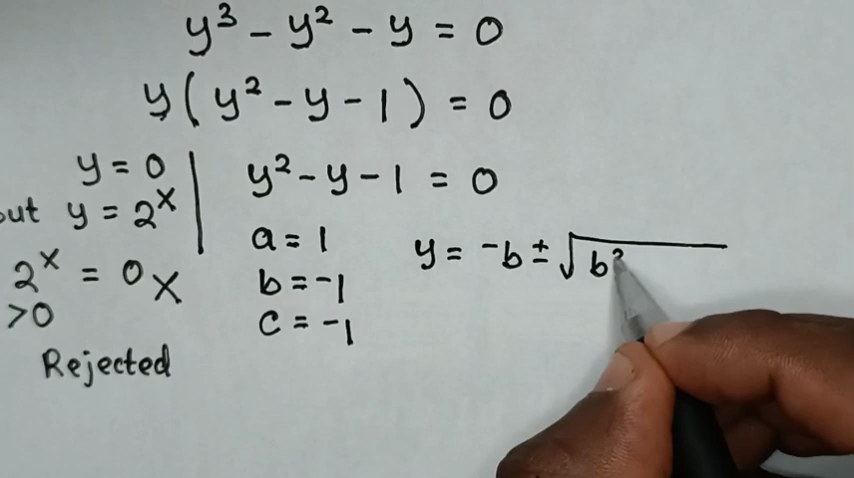 y³ - y² - y = 0
y(y² - y - 1) = 0
y = 0
but y = 2ˣ
2ˣ = 0 x
>0
Rejected
y² - y - 1 = 0
a = 1
b = -1
c = -1
y = -b ± √b²